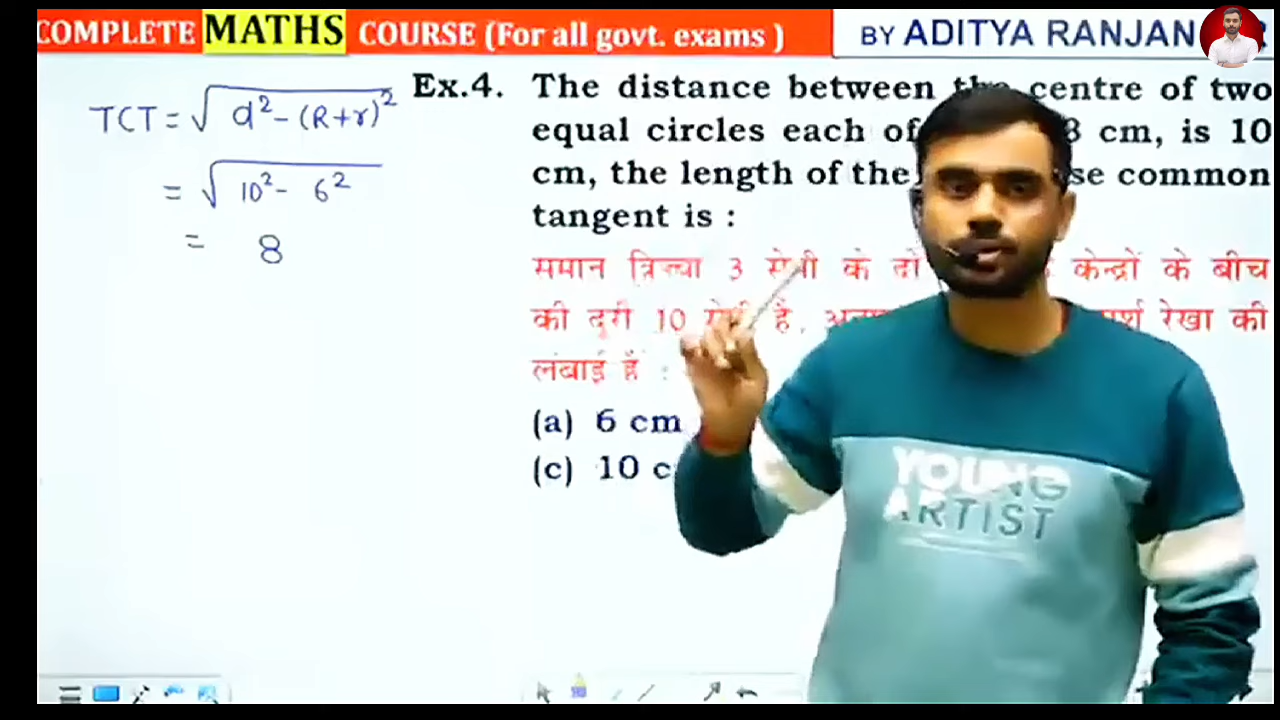 COMPLETE MATHS COURSE (For all govt. exams )
BY ADITYA RANJAN
TCT = √d² - (R+r)²
= √10² - 6²
= 8
Ex.4. The distance between the centre of two
equal circles each of 3 cm, is 10
cm, the length of the common
tangent is :
समान त्रिज्या 3 के दो केन्द्रों के बीच
की दूरी 10 है, रेखा की
लंबाई है :
(a) 6 cm
(c) 10
YOUNG
ARTIST